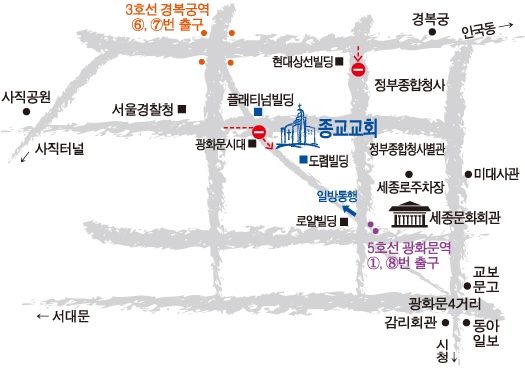 3호선 경복궁역
⑥, ⑦번 출구
경복궁
안국동 →
현대상선빌딩
정부종합청사
사직공원
서울경찰청
플래티넘빌딩
종교교회
← 사직터널
광화문시대
도렴빌딩
정부종합청사별관
미대사관
세종로주차장
일방통행
로얄빌딩
세종문화회관
5호선 광화문역
①, ⑧번 출구
교보
문고
광화문4거리
← 서대문
감리회관
동아
일보
시
청↓